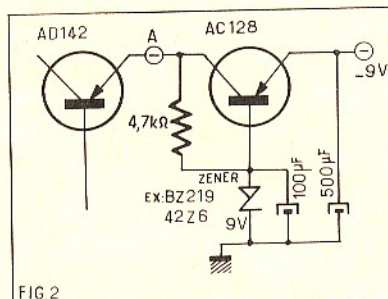 AD142
A
AC128
−9V
4,7kΩ
ZENER
EX:BZ219
42Z6
9V
100µF
500µF
FIG 2